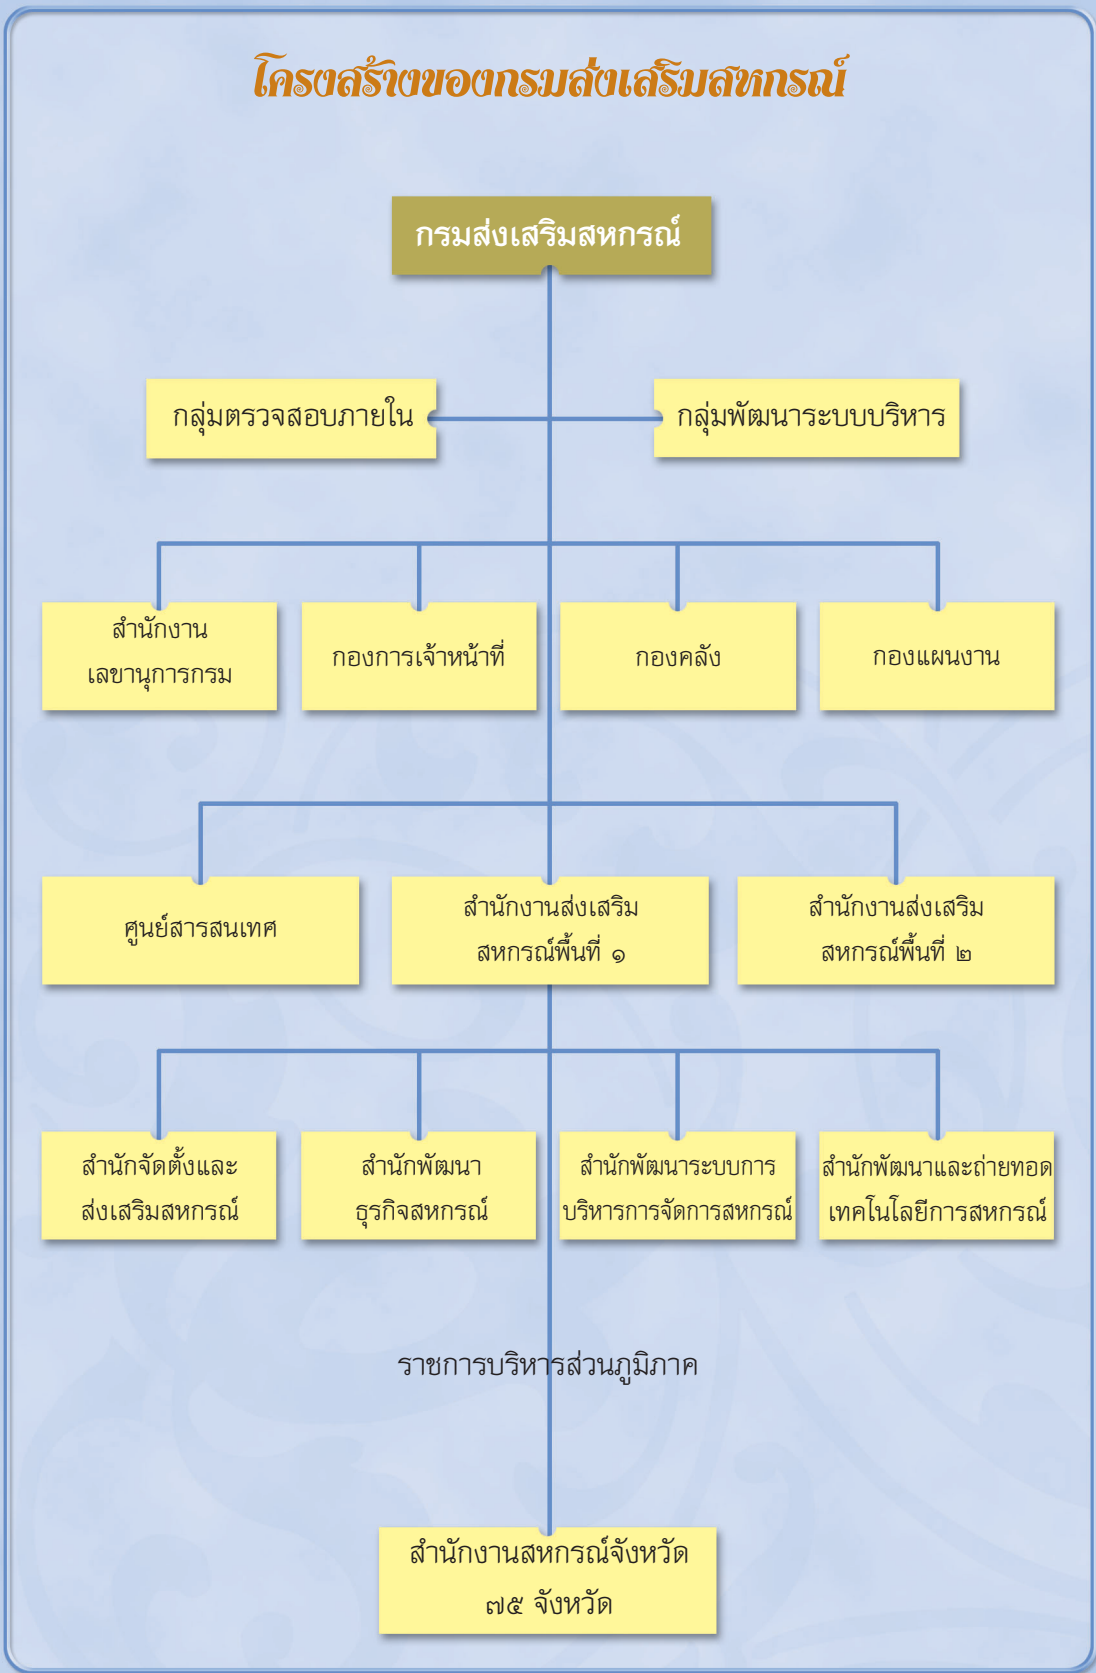 โครงสร้างของกรมส่งเสริมสหกรณ์
กรมส่งเสริมสหกรณ์
กลุ่มตรวจสอบภายใน
กลุ่มพัฒนาระบบบริหาร
สำนักงาน
เลขานุการกรม
กองการเจ้าหน้าที่
กองคลัง
กองแผนงาน
ศูนย์สารสนเทศ
สำนักงานส่งเสริม
สหกรณ์พื้นที่ ๑
สำนักงานส่งเสริม
สหกรณ์พื้นที่ ๒
สำนักจัดตั้งและ
ส่งเสริมสหกรณ์
สำนักพัฒนา
ธุรกิจสหกรณ์
สำนักพัฒนาระบบการ
บริหารการจัดการสหกรณ์
สำนักพัฒนาและถ่ายทอด
เทคโนโลยีการสหกรณ์
ราชการบริหารส่วนภูมิภาค
สำนักงานสหกรณ์จังหวัด
๗๕ จังหวัด